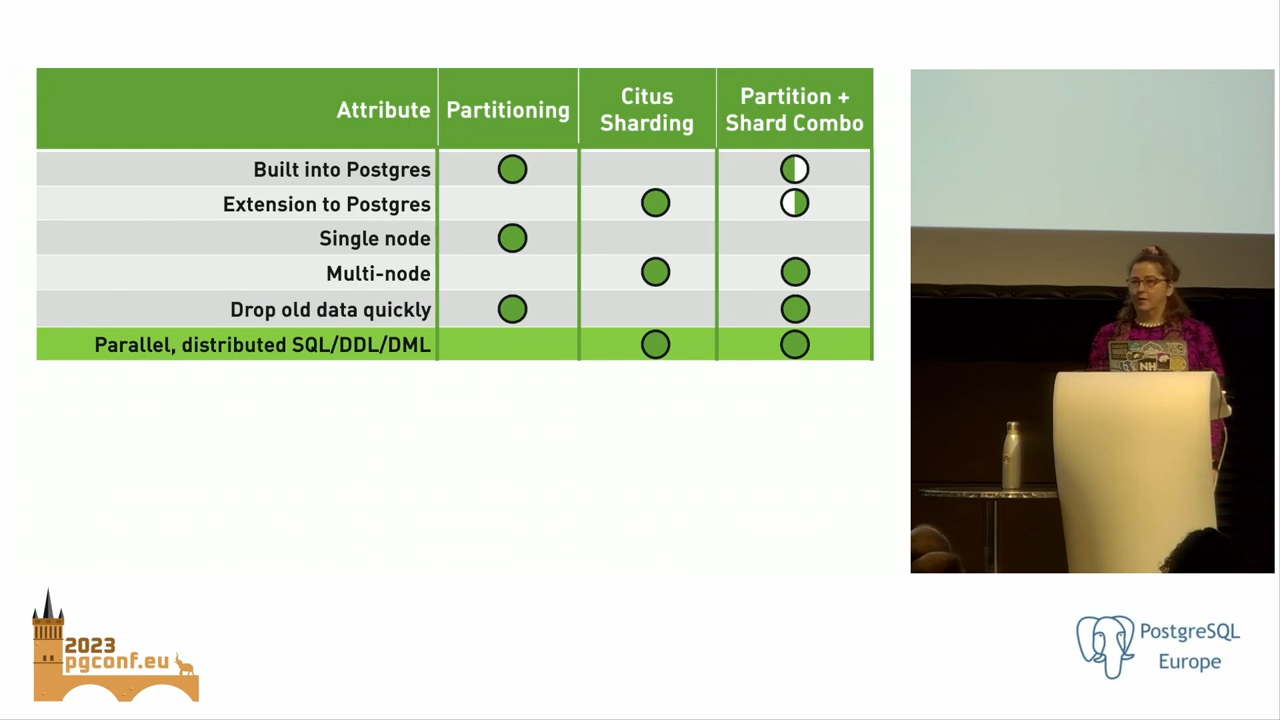 Attribute
Partitioning
Citus
Sharding
Partition +
Shard Combo
Built into Postgres
Extension to Postgres
Single node
Multi-node
Drop old data quickly
Parallel, distributed SQL/DDL/DML
NH
2023
pgconf.eu
PostgreSQL
Europe